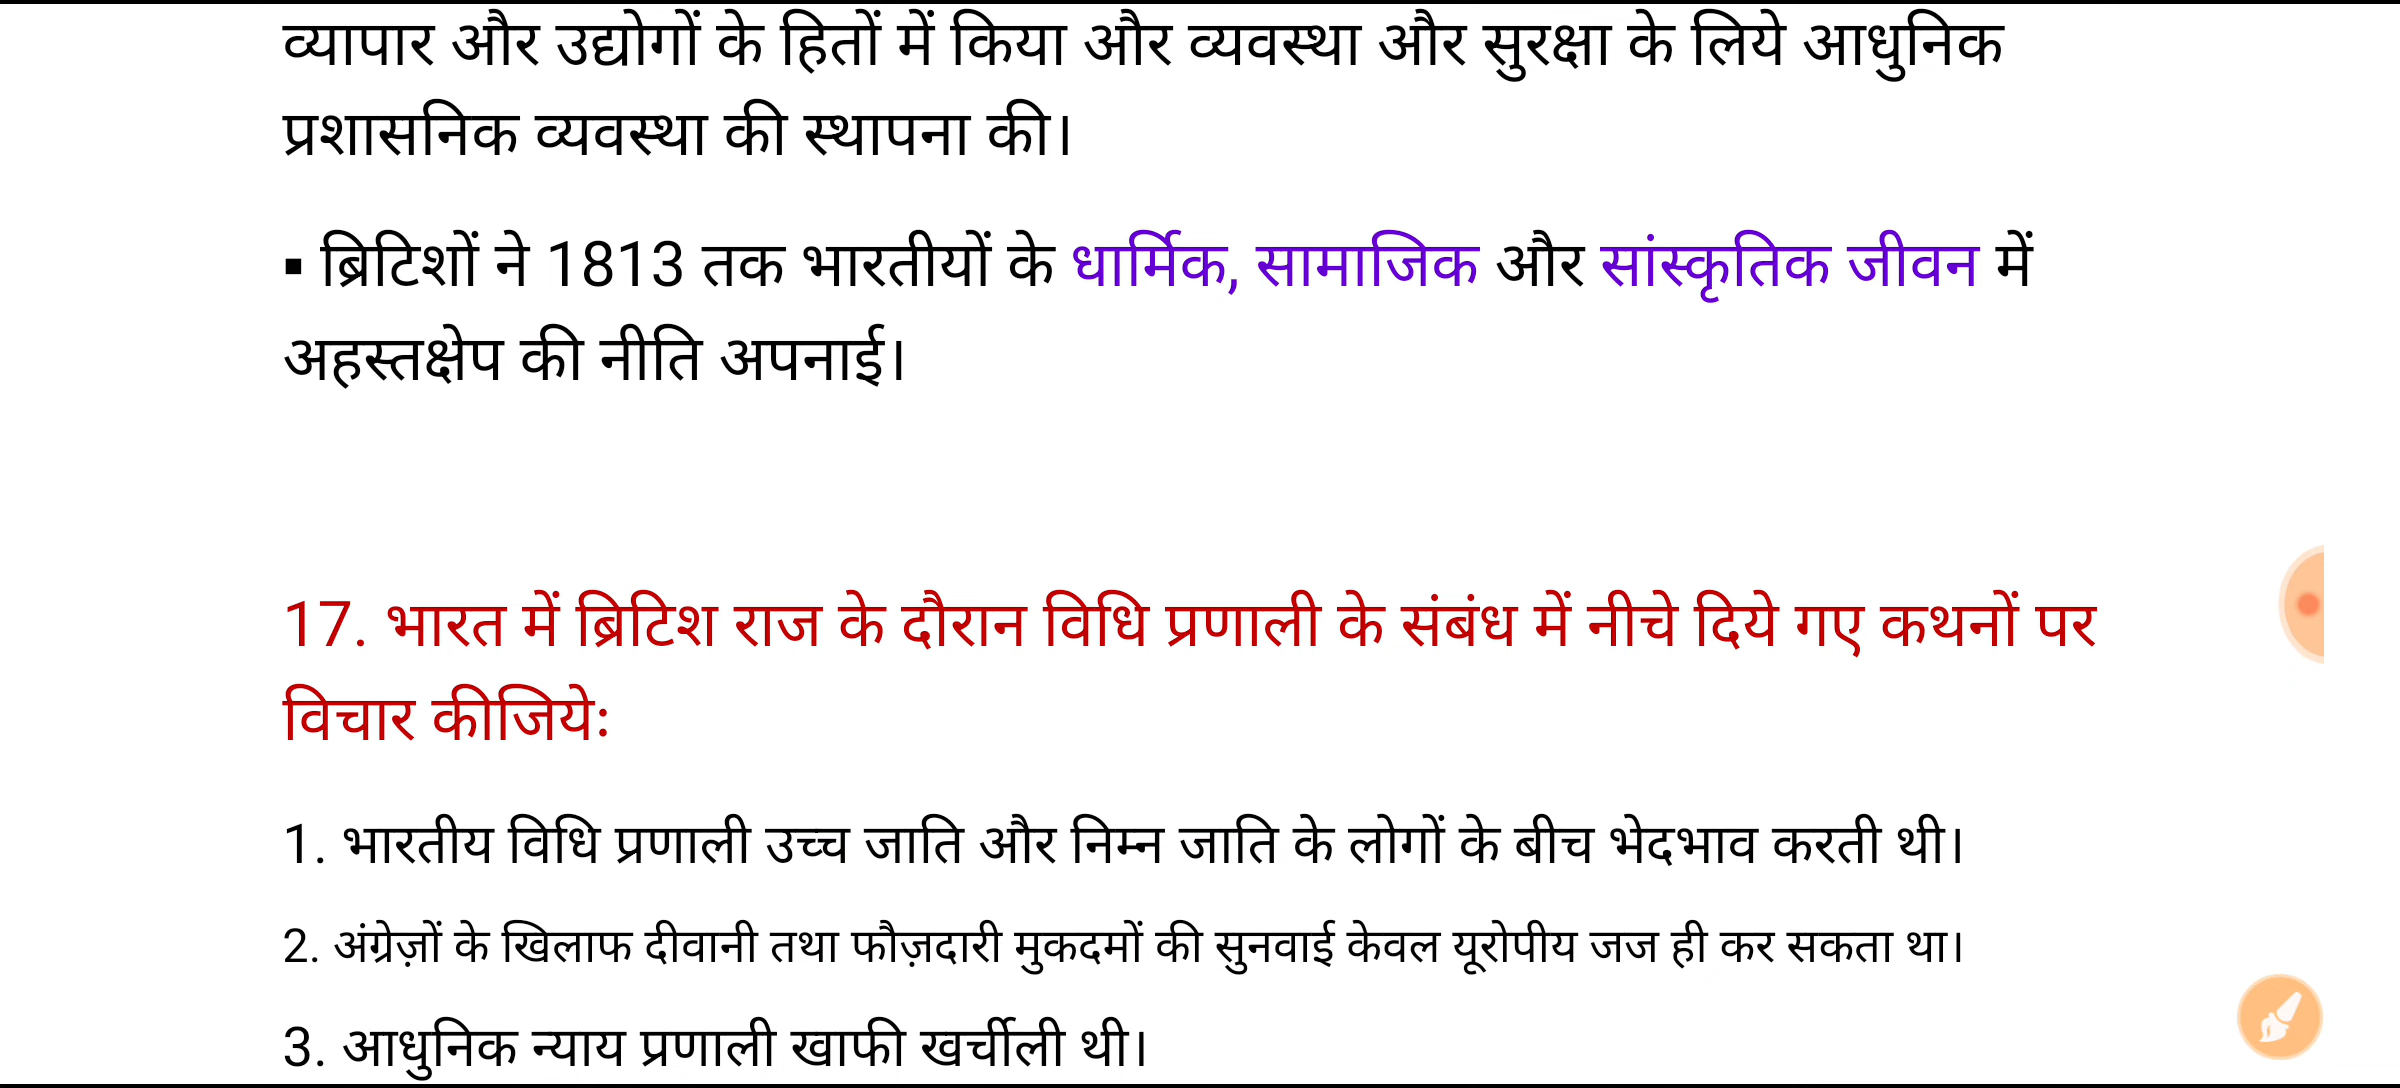 व्यापार और उद्योगों के हितों में किया और व्यवस्था और सुरक्षा के लिये आधुनिक
प्रशासनिक व्यवस्था की स्थापना की।
▪ ब्रिटिशों ने 1813 तक भारतीयों के धार्मिक, सामाजिक और सांस्कृतिक जीवन में
अहस्तक्षेप की नीति अपनाई।
17. भारत में ब्रिटिश राज के दौरान विधि प्रणाली के संबंध में नीचे दिये गए कथनों पर
विचार कीजियेः
1. भारतीय विधि प्रणाली उच्च जाति और निम्न जाति के लोगों के बीच भेदभाव करती थी।
2. अंग्रेज़ों के खिलाफ दीवानी तथा फौज़दारी मुकदमों की सुनवाई केवल यूरोपीय जज ही कर सकता था।
3. आधुनिक न्याय प्रणाली खाफी खर्चीली थी।